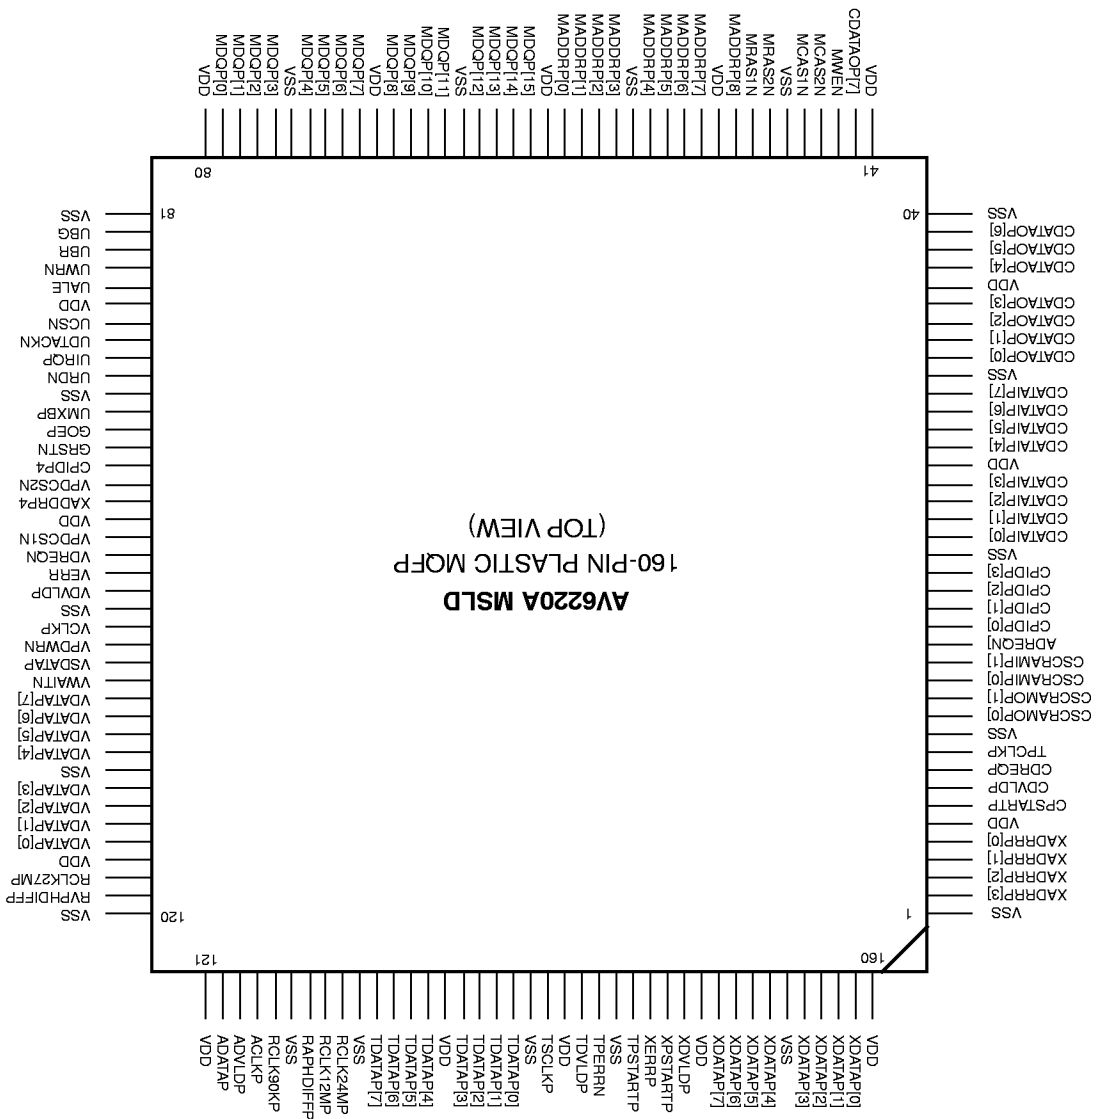 VDD
XDATAP[0]
XDATAP[1]
XDATAP[2]
XDATAP[3]
VSS
XDATAP[4]
XDATAP[5]
XDATAP[6]
XDATAP[7]
VDD
XDVLDP
XPSTARTP
XERRP
TPSTARTP
VSS
TPERRN
TDVLDP
VDD
TSCLKP
VSS
TDATAP[0]
TDATAP[1]
TDATAP[2]
TDATAP[3]
VDD
TDATAP[4]
TDATAP[5]
TDATAP[6]
TDATAP[7]
VSS
RCLK24MP
RCLK12MP
RAPHDIFFP
VSS
RCLK90KP
ACLKP
ADVLDP
ADATAP
VDD
160
121
1
120
VSS
XADRRP[3]
XADRRP[2]
XADRRP[1]
XADRRP[0]
VDD
CPSTARTP
CDVLDP
CDREQP
TPCLKP
VSS
CSCRAMOP[0]
CSCRAMOP[1]
CSCRAMIP[0]
CSCRAMIP[1]
ADREQN]
CPIDP[0]
CPIDP[1]
CPIDP[2]
CPIDP[3]
VSS
CDATAIP[0]
CDATAIP[1]
CDATAIP[2]
CDATAIP[3]
VDD
CDATAIP[4]
CDATAIP[5]
CDATAIP[6]
CDATAIP[7]
VSS
CDATAOP[0]
CDATAOP[1]
CDATAOP[2]
CDATAOP[3]
VDD
CDATAOP[4]
CDATAOP[5]
CDATAOP[6]
VSS
AV6220A MSLD
160-PIN PLASTIC MQFP
(TOP VIEW)
VSS
RVPHDIFFP
RCLK27MP
VDD
VDATAP[0]
VDATAP[1]
VDATAP[2]
VDATAP[3]
VSS
VDATAP[4]
VDATAP[5]
VDATAP[6]
VDATAP[7]
VWAITN
VSDATAP
VPDWRN
VCLKP
VSS
VDVLDP
VERR
VDREQN
VPDCS1N
VDD
XADDRP4
VPDCS2N
CPIDP4
GRSTN
GOEP
UMXBP
VSS
URDN
UIRQP
UDTACKN
UCSN
VDD
UALE
UWRN
UBR
UBG
VSS
40
81
41
80
VDD
CDATAOP[7]
MWEN
MCAS2N
MCAS1N
VSS
MRAS2N
MRAS1N
MADDRP[8]
VDD
MADDRP[7]
MADDRP[6]
MADDRP[5]
MADDRP[4]
VSS
MADDRP[3]
MADDRP[2]
MADDRP[1]
MADDRP[0]
VDD
MDQP[15]
MDQP[14]
MDQP[13]
MDQP[12]
VSS
MDQP[11]
MDQP[10]
MDQP[9]
MDQP[8]
VDD
MDQP[7]
MDQP[6]
MDQP[5]
MDQP[4]
VSS
MDQP[3]
MDQP[2]
MDQP[1]
MDQP[0]
VDD